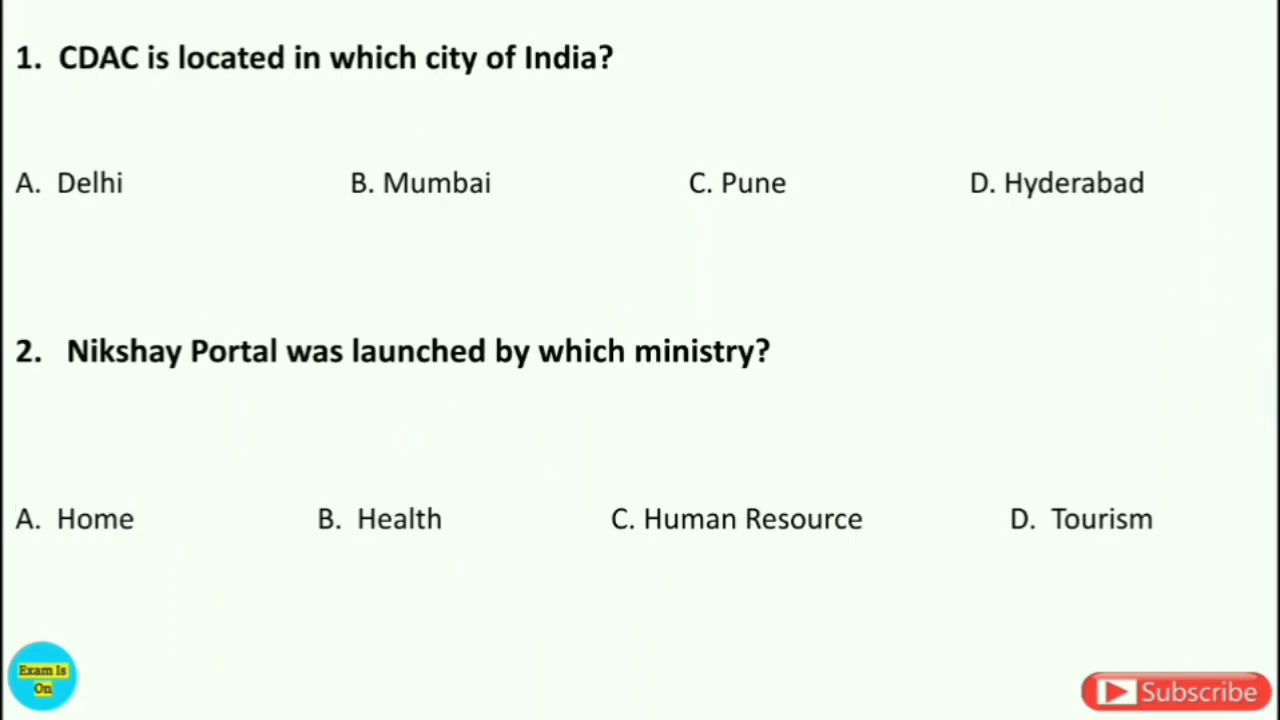 1. CDAC is located in which city of India?
A. Delhi B. Mumbai C. Pune D. Hyderabad
2. Nikshay Portal was launched by which ministry?
A. Home B. Health C. Human Resource D. Tourism
Exam Is
On
Subscribe